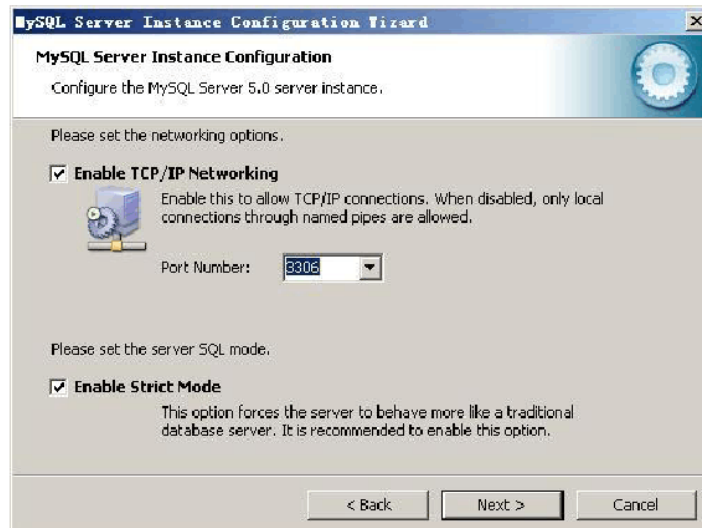 MySQL Server Instance Configuration Wizard
MySQL Server Instance Configuration
Configure the MySQL Server 5.0 server instance.
Please set the networking options.
Enable TCP/IP Networking
Enable this to allow TCP/IP connections. When disabled, only local
connections through named pipes are allowed.
Port Number:
3306
Please set the server SQL mode.
Enable Strict Mode
This option forces the server to behave more like a traditional
database server. It is recommended to enable this option.
< Back
Next >
Cancel